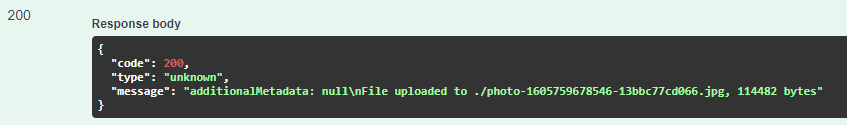 200
Response body
{
  "code": 200,
  "type": "unknown",
  "message": "additionalMetadata: null\nFile uploaded to ./photo-1605759678546-13bbc77cd066.jpg, 114482 bytes"
}